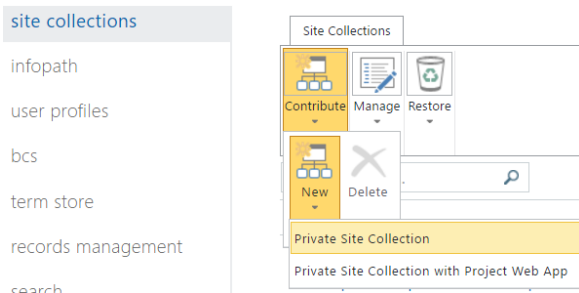 site collections
infopath
user profiles
bcs
term store
records management
search
Site Collections
Contribute Manage Restore
New Delete
Private Site Collection
Private Site Collection with Project Web App